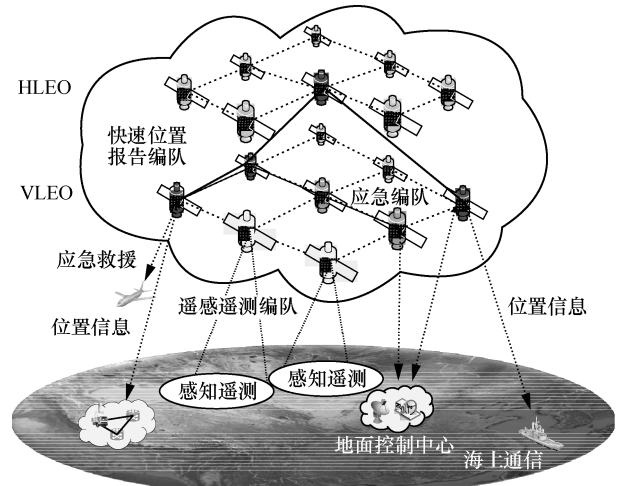 HLEO
快速位置
报告编队
VLEO
应急编队
应急救援
遥感遥测编队
位置信息
位置信息
感知遥测
感知遥测
地面控制中心
海上通信